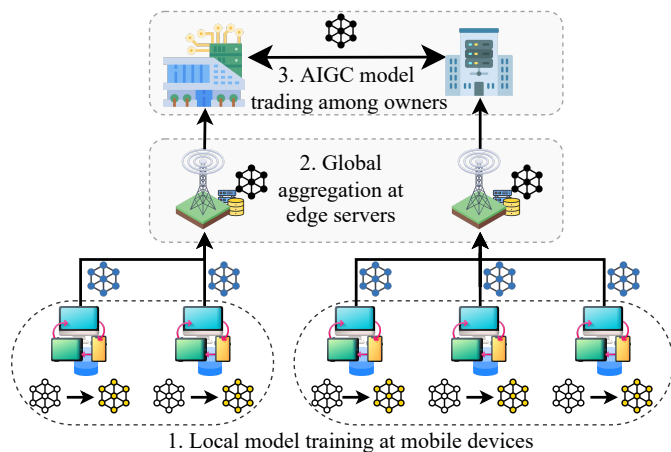 3. AIGC model
trading among owners
2. Global
aggregation at
edge servers
1. Local model training at mobile devices